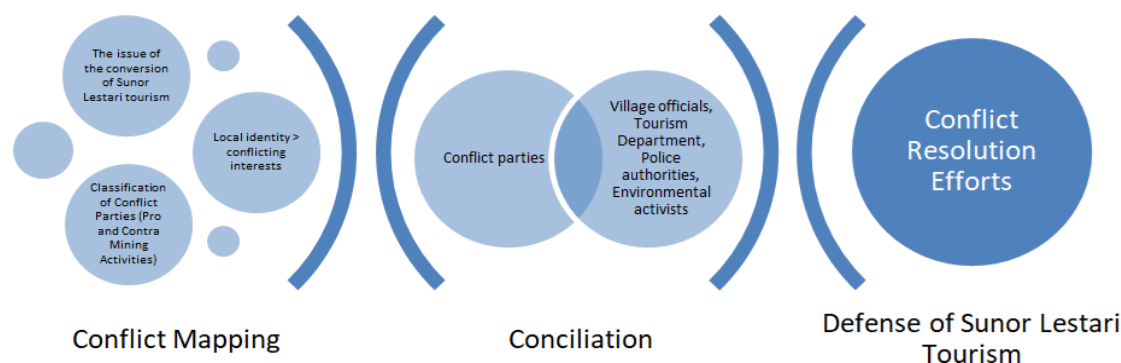 The issue of
the conversion
of Sunor
Lestari tourism
Local identity >
conflicting
interests
Classification
of Conflict
Parties (Pro
and Contra
Mining
Activities)
Conflict Mapping
Conflict parties
Village officials,
Tourism
Department,
Police
authorities,
Environmental
activists
Conciliation
Conflict
Resolution
Efforts
Defense of Sunor Lestari
Tourism